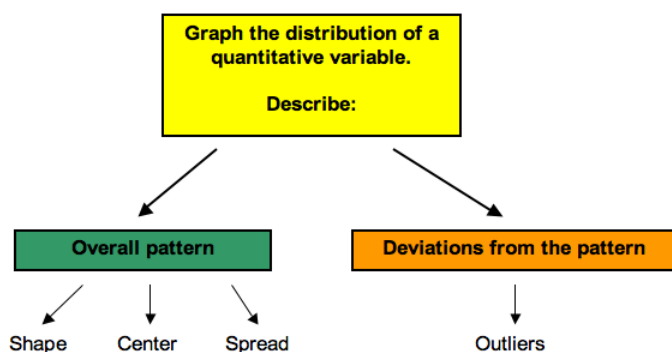 Graph the distribution of a
quantitative variable.
Describe:
Overall pattern
Deviations from the pattern
Shape
Center
Spread
Outliers